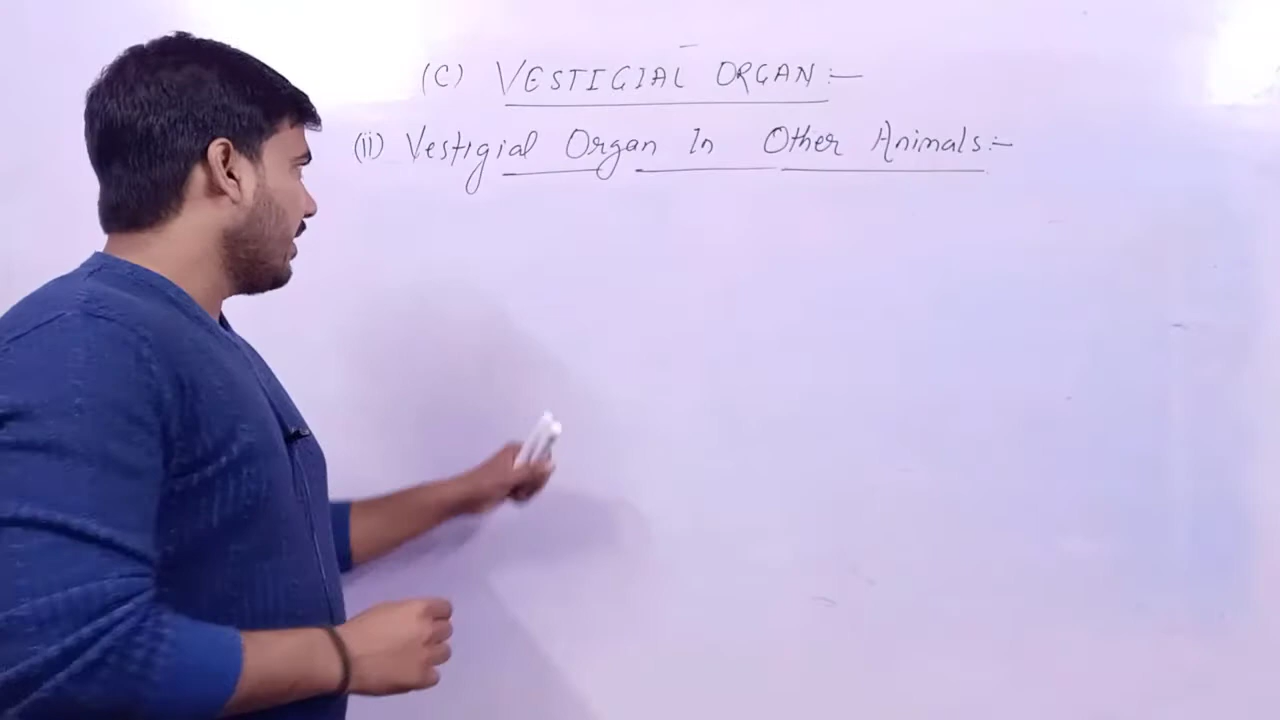 (C) VESTIGIAL ORGAN:-
(ii) Vestigial Organ In Other Animals:-